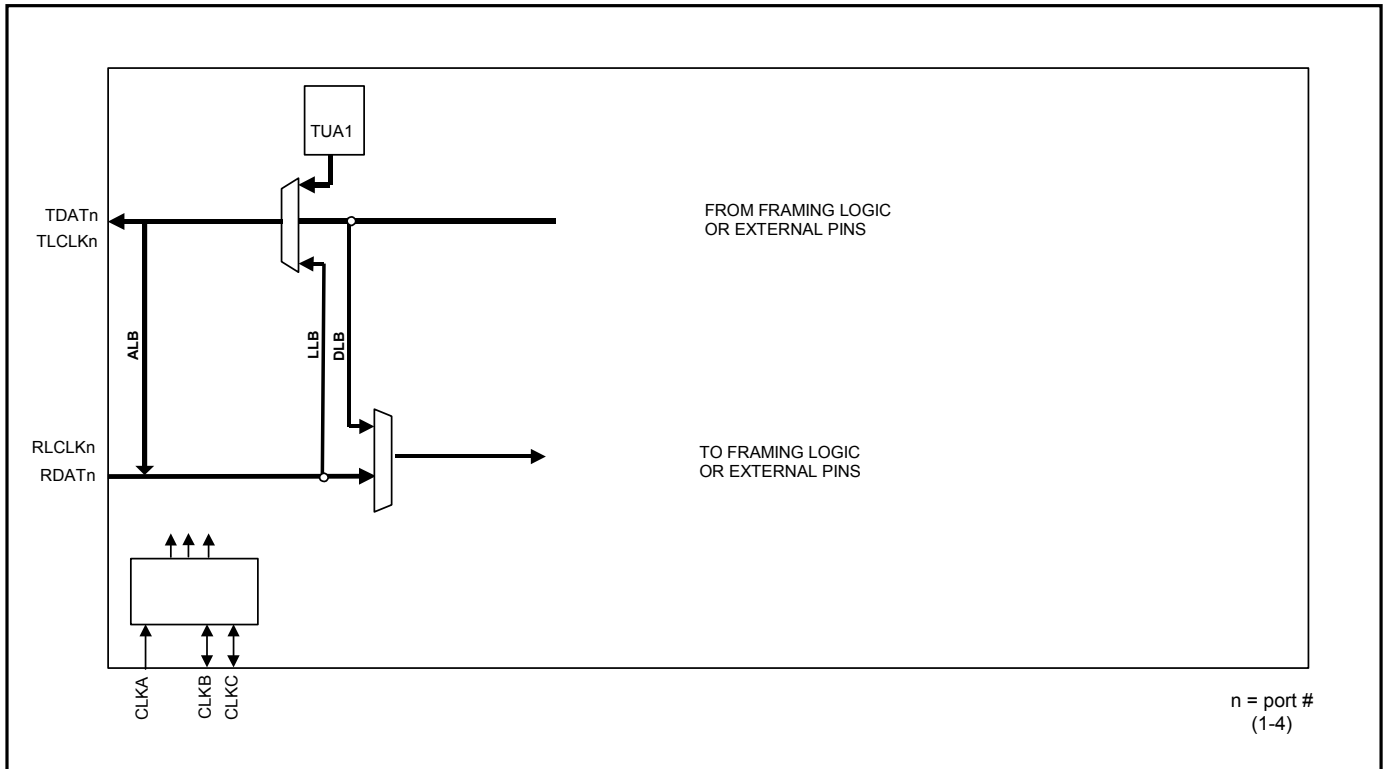 TUA1
TDATn
TLCLKn
FROM FRAMING LOGIC
OR EXTERNAL PINS
ALB
LLB
DLB
RLCLKn
RDATn
TO FRAMING LOGIC
OR EXTERNAL PINS
CLKA
CLKB
CLKC
n = port #
(1-4)